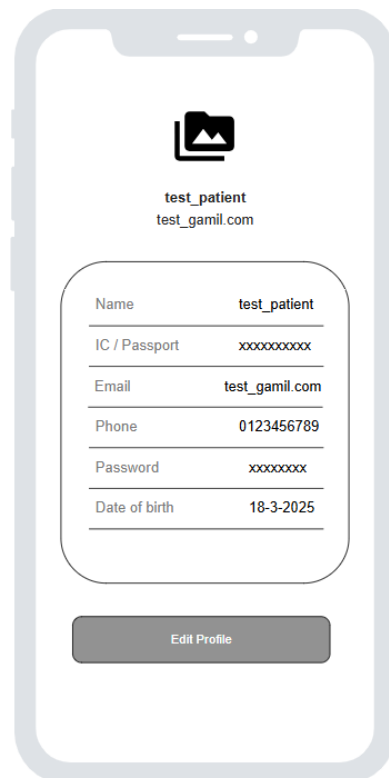 test_patient
test_gamil.com
Name test_patient
IC / Passport xxxxxxxxxx
Email test_gamil.com
Phone 0123456789
Password xxxxxxxx
Date of birth 18-3-2025
Edit Profile